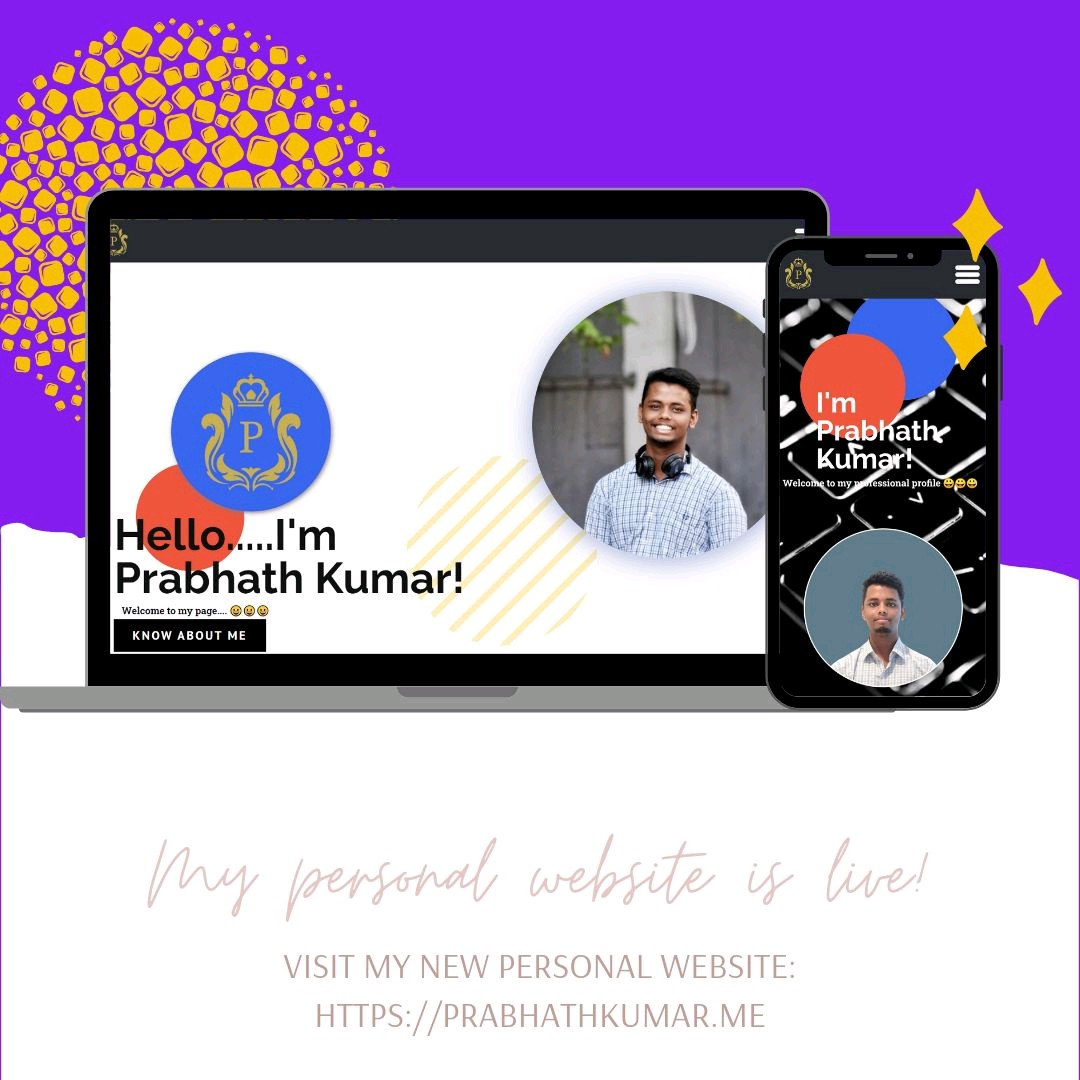 P
P
Hello.....I'm
Prabhath Kumar!
Welcome to my page.... 😀😀😀
KNOW ABOUT ME
P
I'm
Prabhath
Kumar!
Welcome to my professional profile 😀😀😀
My personal website is live!
VISIT MY NEW PERSONAL WEBSITE:
HTTPS://PRABHATHKUMAR.ME